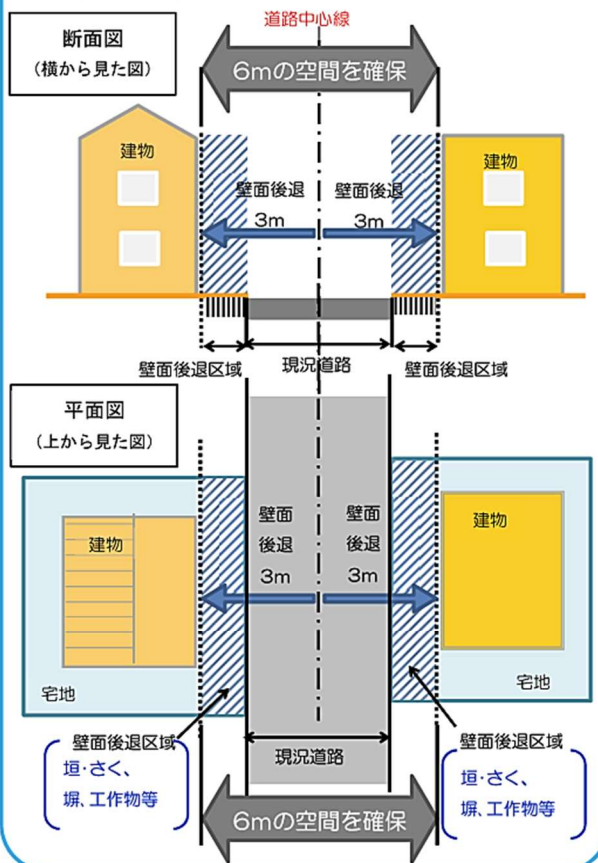 断面図
（横から見た図）
道路中心線
6mの空間を確保
建物
建物
壁面後退
3m
壁面後退
3m
壁面後退区域
現況道路
壁面後退区域
平面図
（上から見た図）
建物
壁面
後退
3m
壁面
後退
3m
建物
宅地
宅地
壁面後退区域
垣・さく、
塀、工作物等
現況道路
壁面後退区域
垣・さく、
塀、工作物等
6mの空間を確保